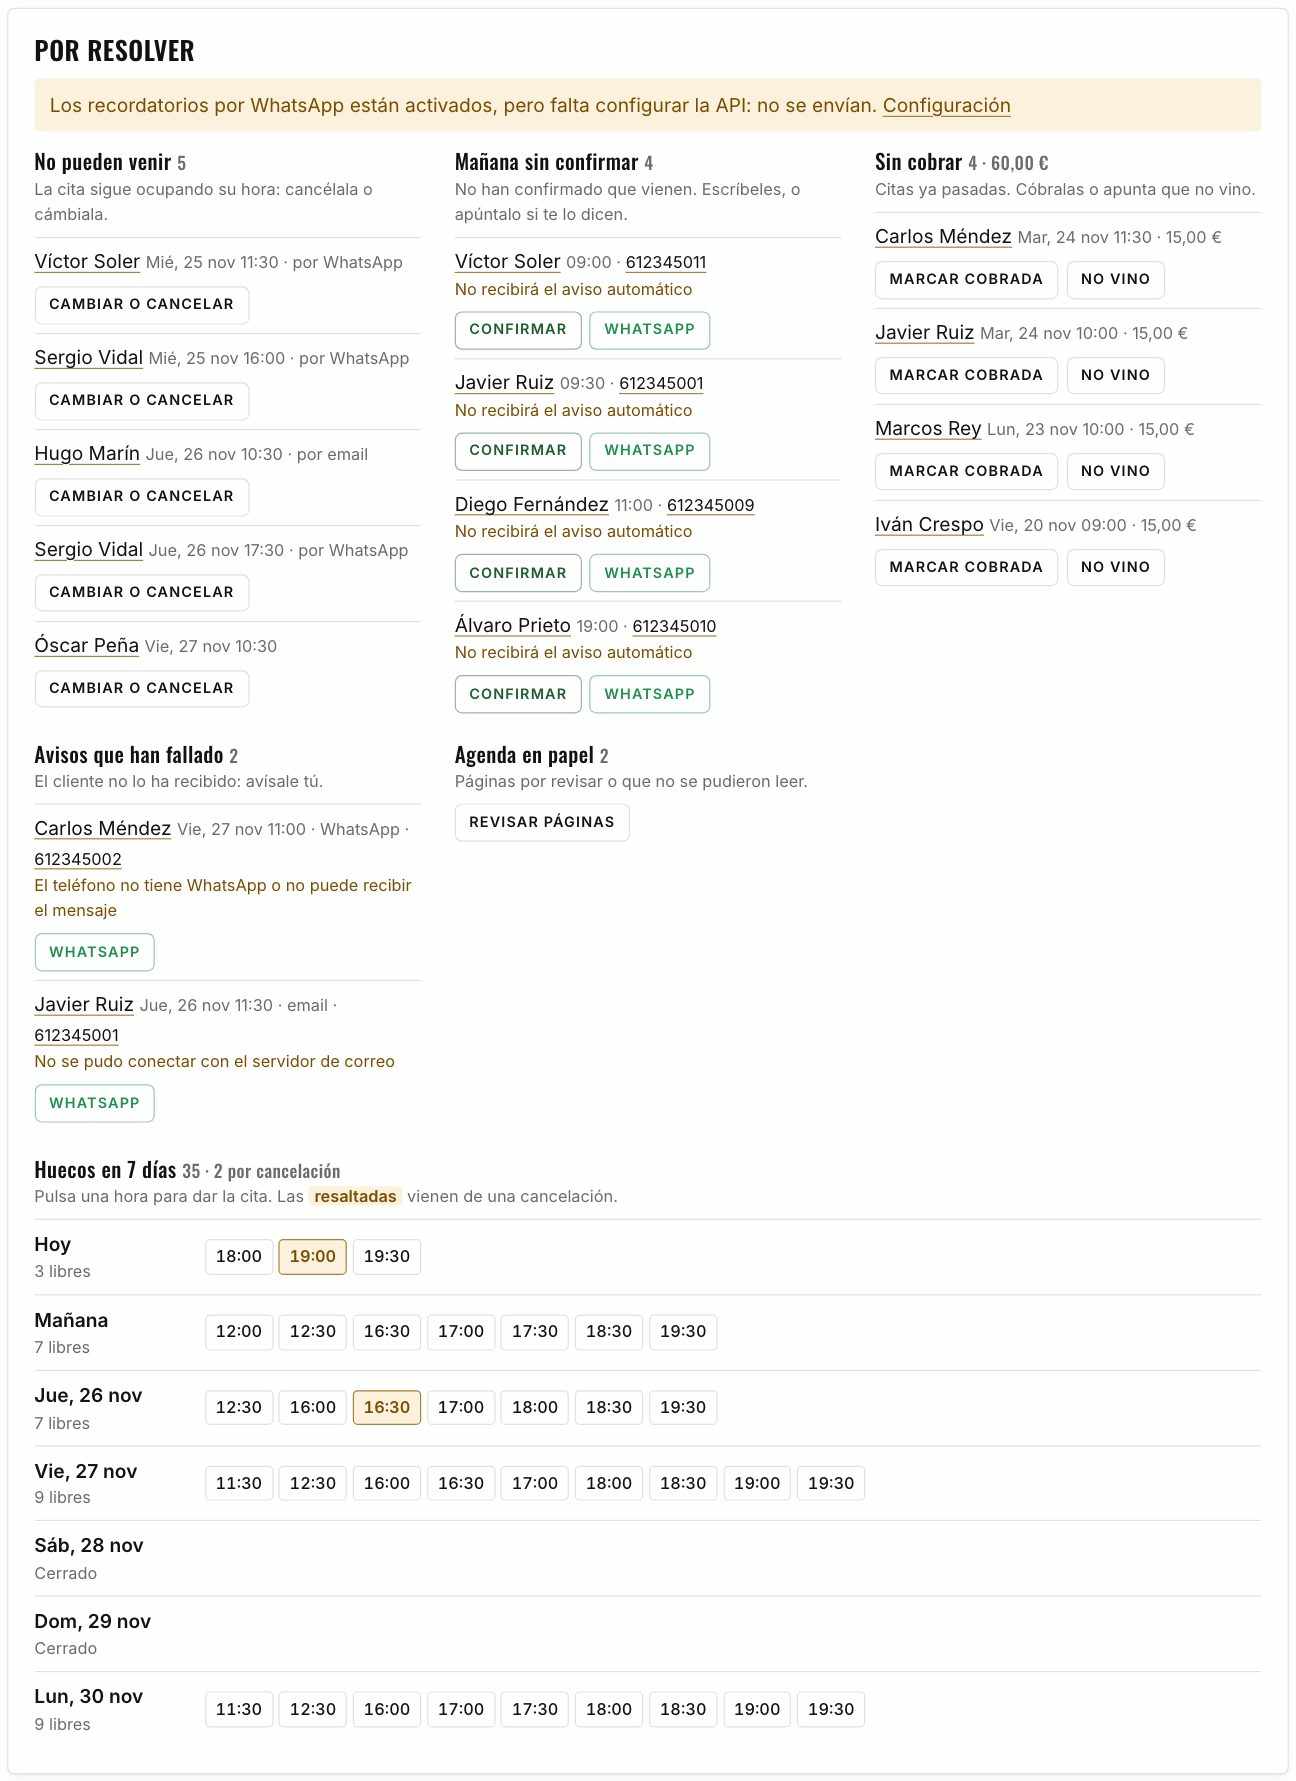 POR RESOLVER
Los recordatorios por WhatsApp están activados, pero falta configurar la API: no se envían. Configuración
No pueden venir 5
La cita sigue ocupando su hora: cancélala o
cámbiala.
Víctor Soler Mié, 25 nov 11:30 · por WhatsApp
CAMBIAR O CANCELAR
Sergio Vidal Mié, 25 nov 16:00 · por WhatsApp
CAMBIAR O CANCELAR
Hugo Marín Jue, 26 nov 10:30 · por email
CAMBIAR O CANCELAR
Sergio Vidal Jue, 26 nov 17:30 · por WhatsApp
CAMBIAR O CANCELAR
Óscar Peña Vie, 27 nov 10:30
CAMBIAR O CANCELAR
Mañana sin confirmar 4
No han confirmado que vienen. Escríbeles, o
apúntalo si te lo dicen.
Víctor Soler 09:00 · 612345011
No recibirá el aviso automático
CONFIRMAR WHATSAPP
Javier Ruiz 09:30 · 612345001
No recibirá el aviso automático
CONFIRMAR WHATSAPP
Diego Fernández 11:00 · 612345009
No recibirá el aviso automático
CONFIRMAR WHATSAPP
Álvaro Prieto 19:00 · 612345010
No recibirá el aviso automático
CONFIRMAR WHATSAPP
Sin cobrar 4 · 60,00 €
Citas ya pasadas. Cóbralas o apunta que no vino.
Carlos Méndez Mar, 24 nov 11:30 · 15,00 €
MARCAR COBRADA NO VINO
Javier Ruiz Mar, 24 nov 10:00 · 15,00 €
MARCAR COBRADA NO VINO
Marcos Rey Lun, 23 nov 10:00 · 15,00 €
MARCAR COBRADA NO VINO
Iván Crespo Vie, 20 nov 09:00 · 15,00 €
MARCAR COBRADA NO VINO
Avisos que han fallado 2
El cliente no lo ha recibido: avísale tú.
Carlos Méndez Vie, 27 nov 11:00 · WhatsApp ·
612345002
El teléfono no tiene WhatsApp o no puede recibir
el mensaje
WHATSAPP
Javier Ruiz Jue, 26 nov 11:30 · email ·
612345001
No se pudo conectar con el servidor de correo
WHATSAPP
Agenda en papel 2
Páginas por revisar o que no se pudieron leer.
REVISAR PÁGINAS
Huecos en 7 días 35 · 2 por cancelación
Pulsa una hora para dar la cita. Las resaltadas vienen de una cancelación.
Hoy
3 libres
18:00 19:00 19:30
Mañana
7 libres
12:00 12:30 16:30 17:00 17:30 18:30 19:30
Jue, 26 nov
7 libres
12:30 16:00 16:30 17:00 18:00 18:30 19:30
Vie, 27 nov
9 libres
11:30 12:30 16:00 16:30 17:00 18:00 18:30 19:00 19:30
Sáb, 28 nov
Cerrado
Dom, 29 nov
Cerrado
Lun, 30 nov
9 libres
11:30 12:30 16:00 17:00 17:30 18:00 18:30 19:00 19:30